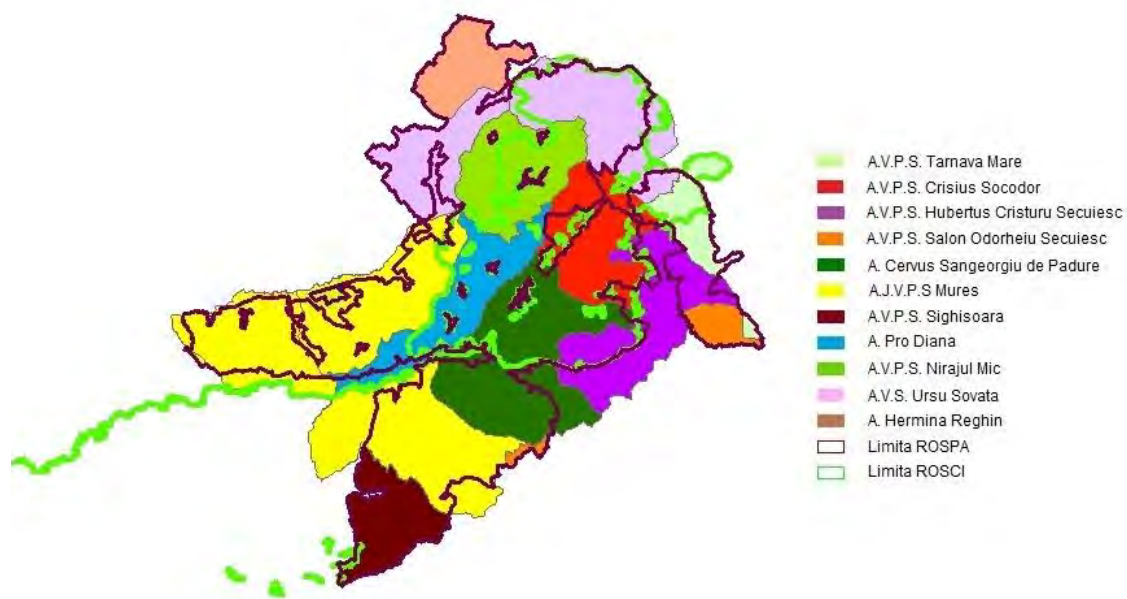 A.V.P.S. Tarnava Mare
A.V.P.S. Crisius Socodor
A.V.P.S. Hubertus Cristuru Secuiesc
A.V.P.S. Salon Odorheiu Secuiesc
A. Cervus Sangeorgiu de Padure
A.J.V.P.S Mures
A.V.P.S. Sighisoara
A. Pro Diana
A.V.P.S. Nirajul Mic
A.V.S. Ursu Sovata
A. Hermina Reghin
Limita ROSPA
Limita ROSCI